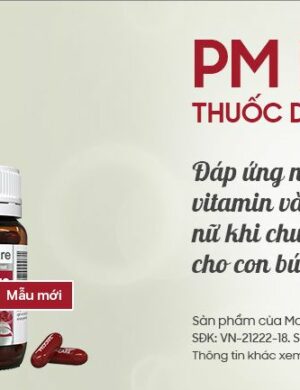 PM
THUỐC D
Đáp ứng n
vitamin và
nữ khi chu
cho con bú
re
Mẫu mới
Sản phẩm của Ma
SĐK: VN-21222-18. S
Thông tin khác xem